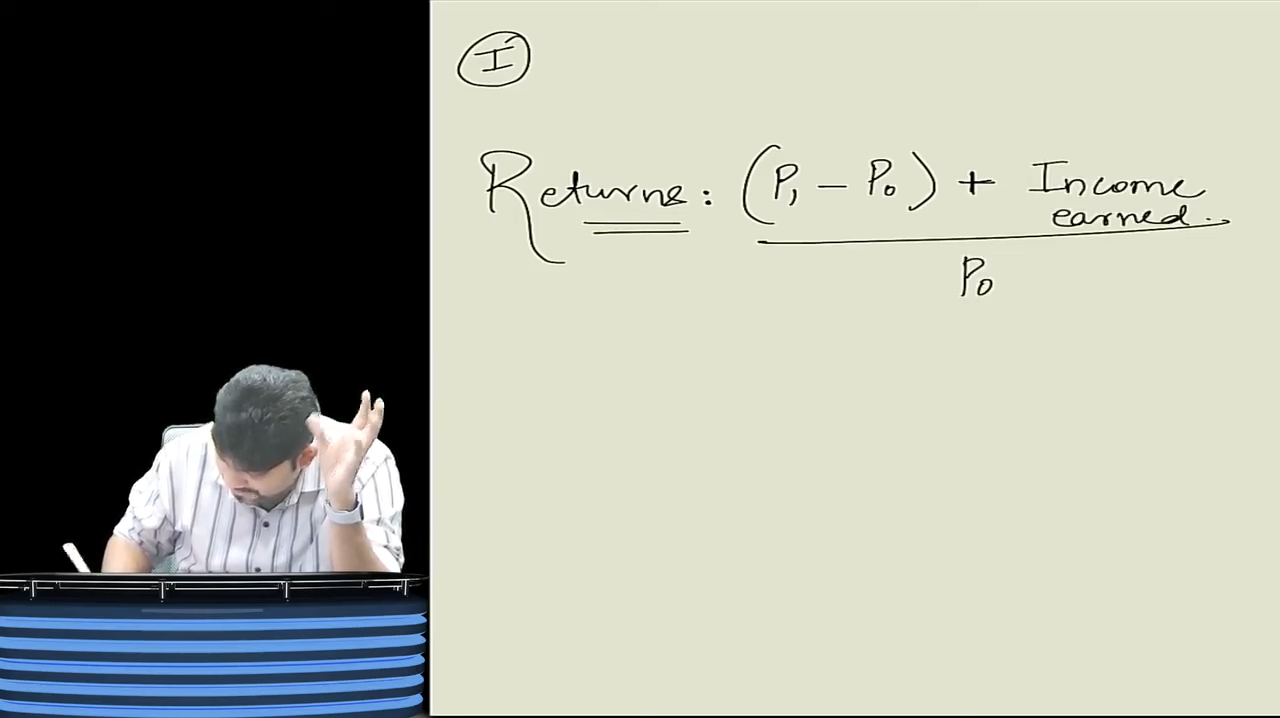 I
Returns: (P₁ - P₀) + Income earned.
P₀